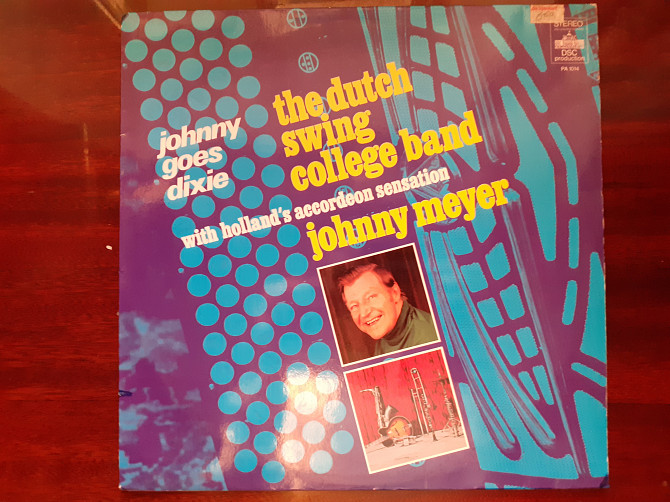 STEREO
DSC
production
johnny
goes
dixie
the dutch
swing
college band
with holland's accordeon sensation
johnny meyer